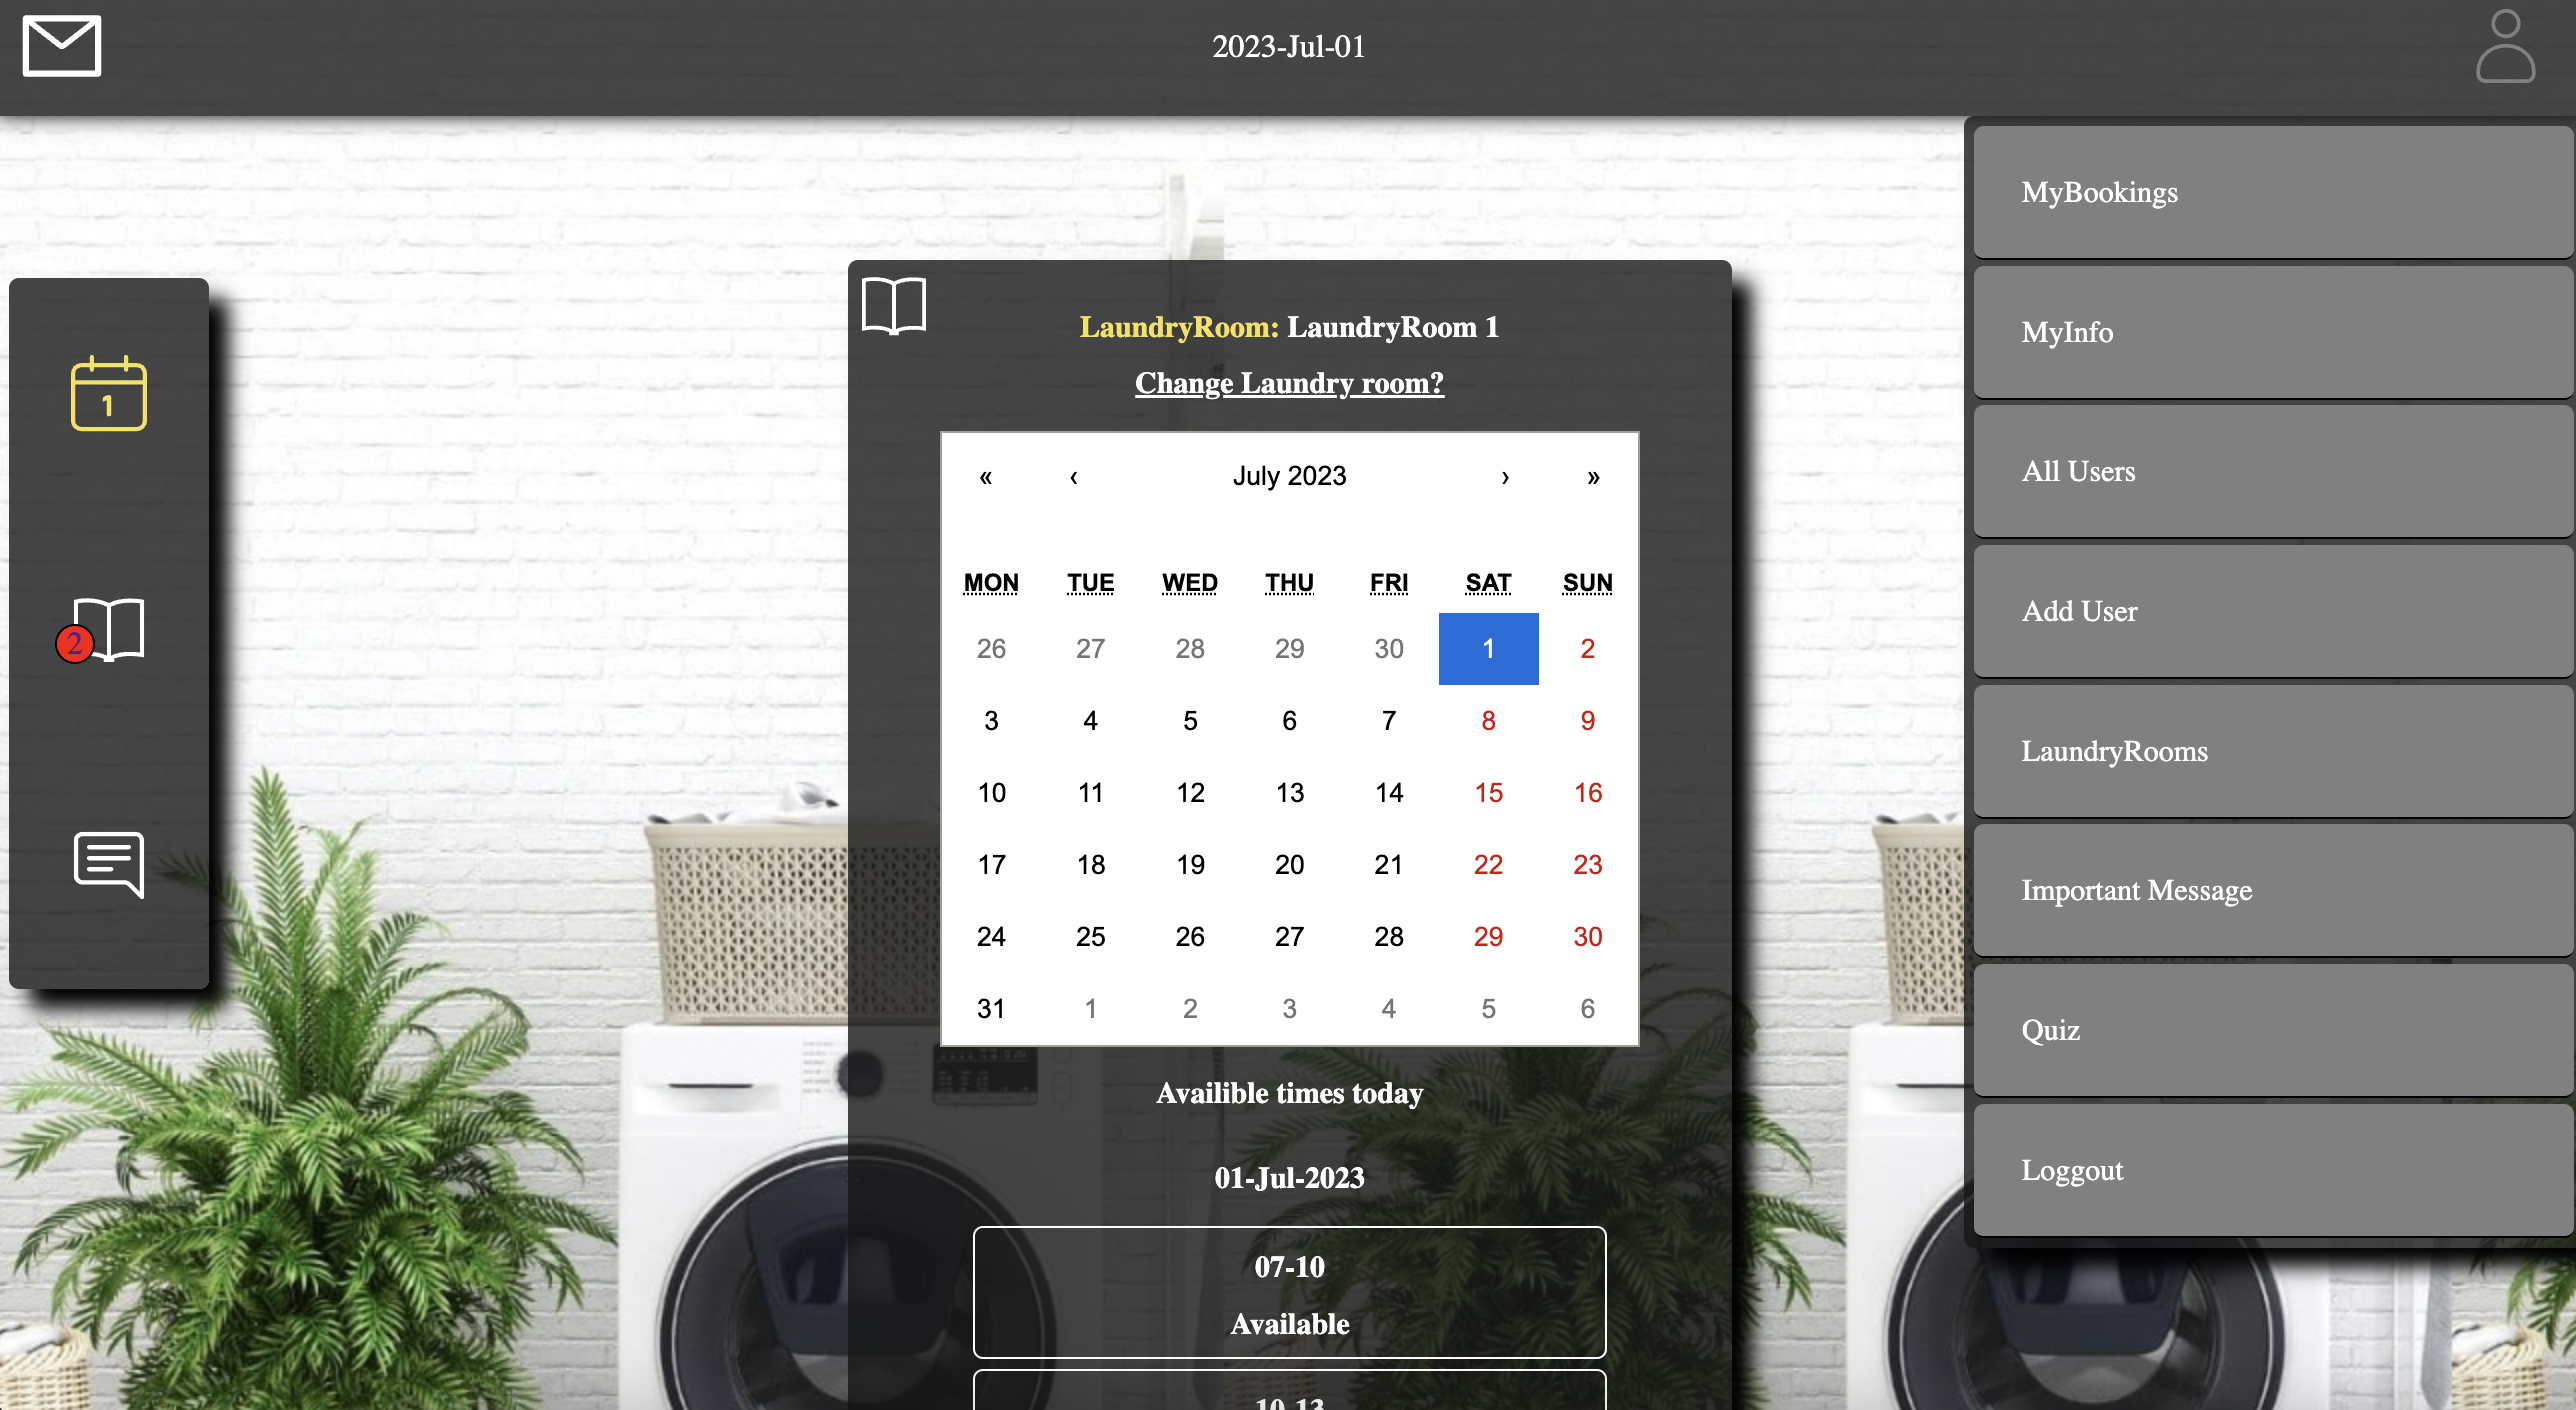 2023-Jul-01
1
2
LaundryRoom: LaundryRoom 1
Change Laundry room?
« ‹ July 2023 › »
MON TUE WED THU FRI SAT SUN
26 27 28 29 30 1 2
3 4 5 6 7 8 9
10 11 12 13 14 15 16
17 18 19 20 21 22 23
24 25 26 27 28 29 30
31 1 2 3 4 5 6
Availible times today
01-Jul-2023
07-10
Available
10-13
MyBookings
MyInfo
All Users
Add User
LaundryRooms
Important Message
Quiz
Loggout